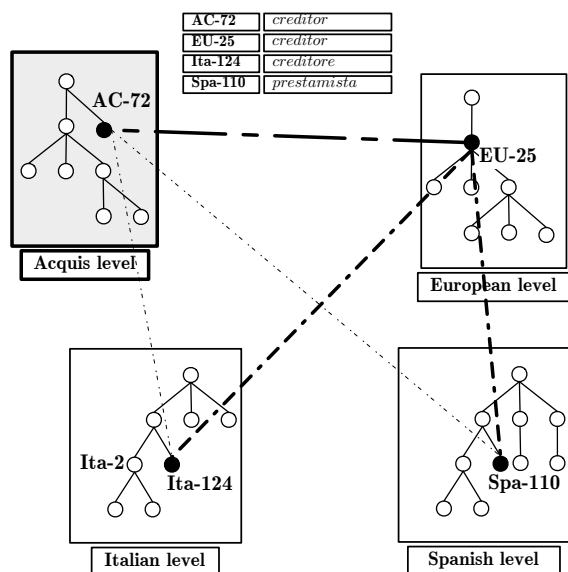 AC-72 creditor
EU-25 creditor
Ita-124 creditore
Spa-110 prestamista
AC-72
EU-25
Acquis level
European level
Ita-2
Ita-124
Spa-110
Italian level
Spanish level